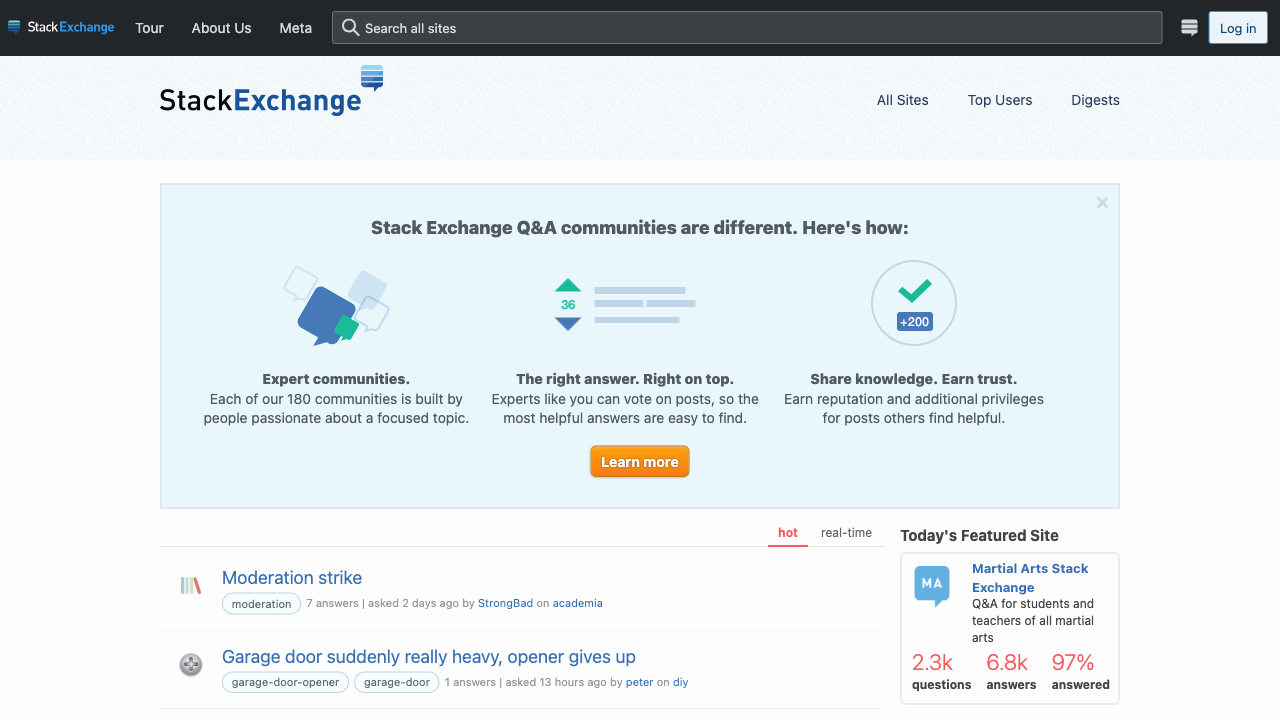 StackExchange Tour About Us Meta Search all sites Log in
StackExchange
All Sites Top Users Digests
Stack Exchange Q&A communities are different. Here's how:
36
+200
Expert communities.
Each of our 180 communities is built by
people passionate about a focused topic.
The right answer. Right on top.
Experts like you can vote on posts, so the
most helpful answers are easy to find.
Share knowledge. Earn trust.
Earn reputation and additional privileges
for posts others find helpful.
Learn more
hot real-time
Moderation strike
moderation 7 answers | asked 2 days ago by StrongBad on academia
Garage door suddenly really heavy, opener gives up
garage-door-opener garage-door 1 answers | asked 13 hours ago by peter on diy
Today's Featured Site
MA
Martial Arts Stack
Exchange
Q&A for students and
teachers of all martial
arts
2.3k 6.8k 97%
questions answers answered